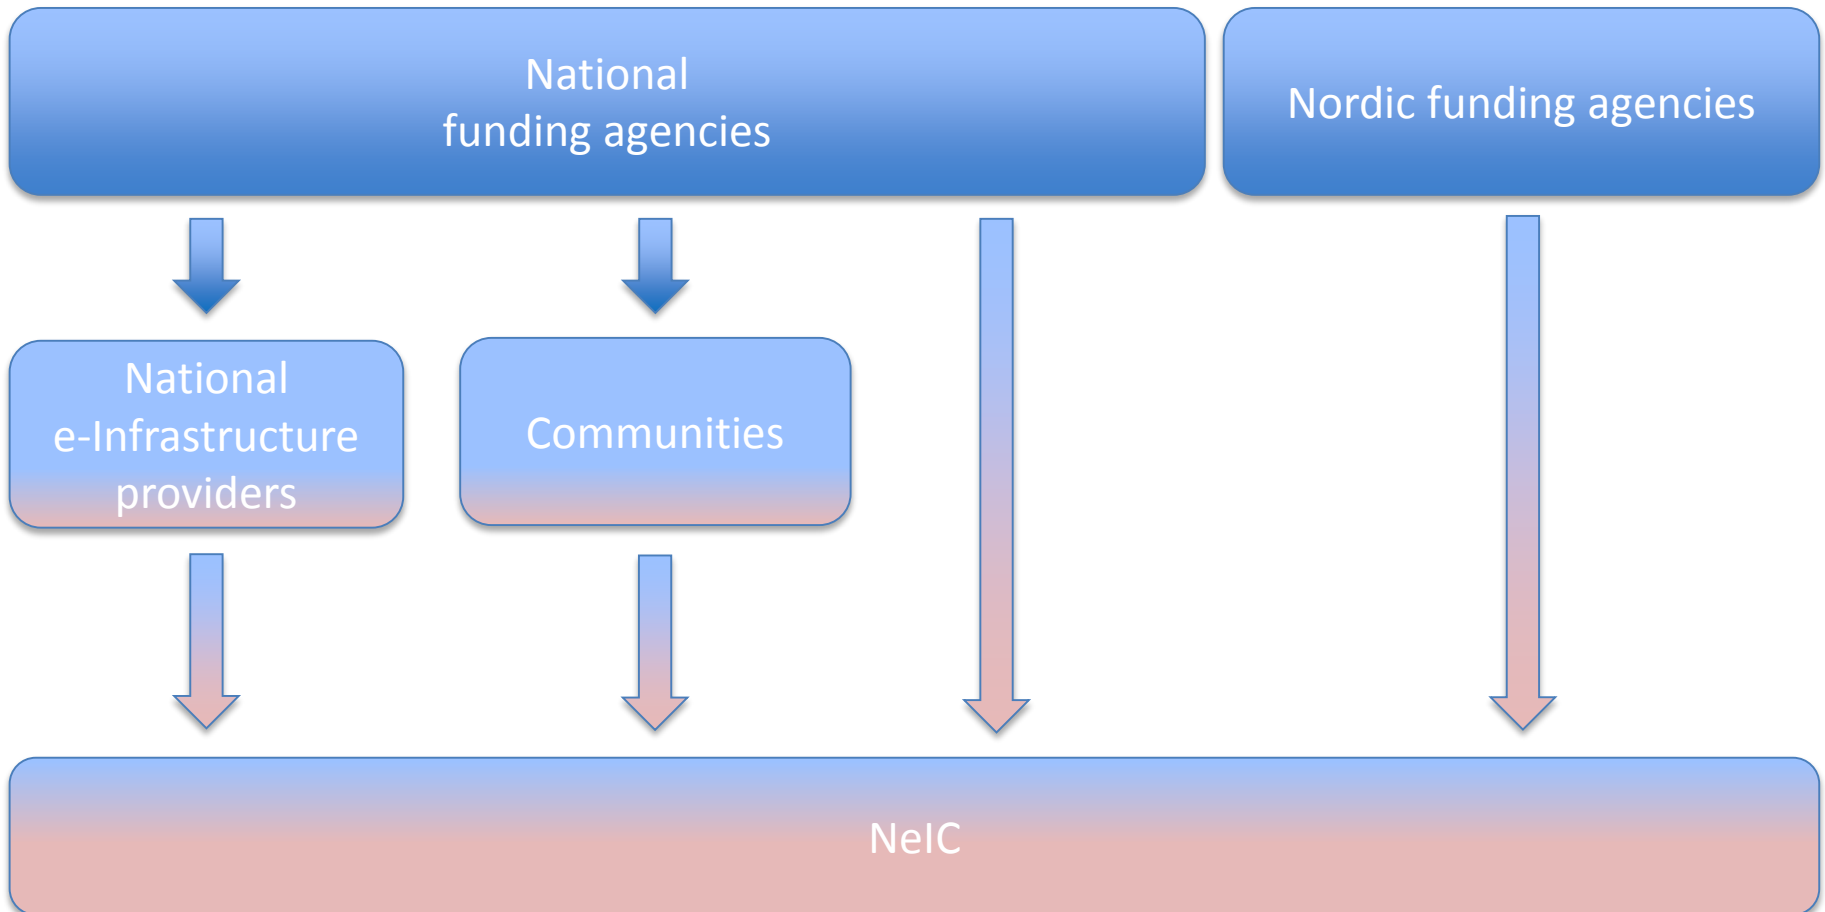 National
funding agencies
Nordic funding agencies
National
e-Infrastructure
providers
Communities
NeIC